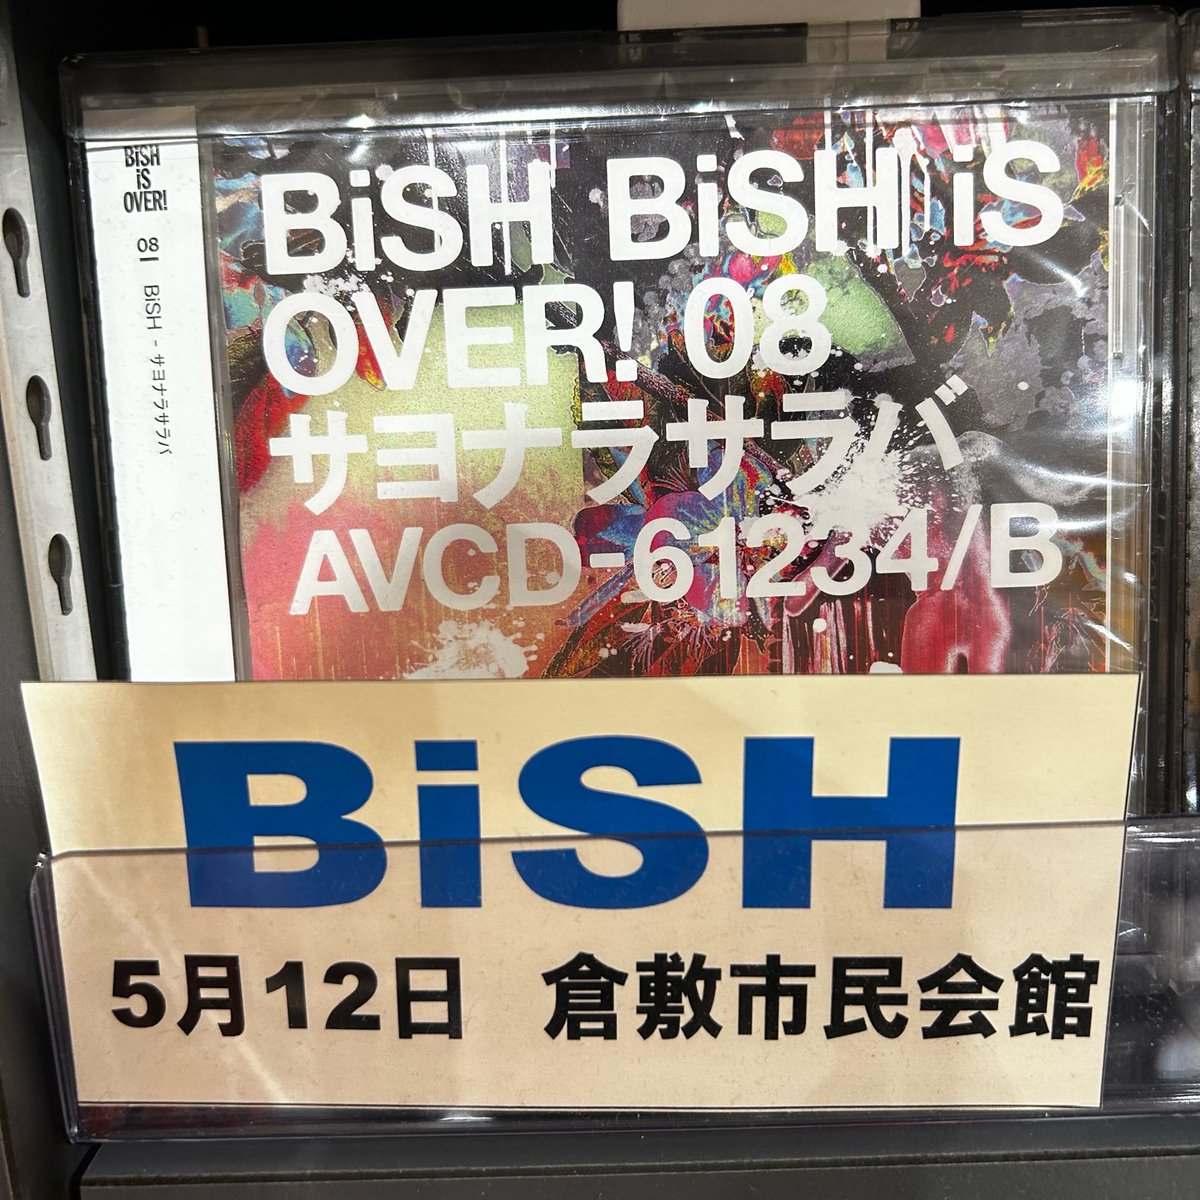 BiSH
iS
OVER!
08
BiSH - サヨナラサラバ
BiSH BiSH iS
OVER! 08
サヨナラサラバ
AVCD-61234/B
BiSH
5月12日 倉敷市民会館